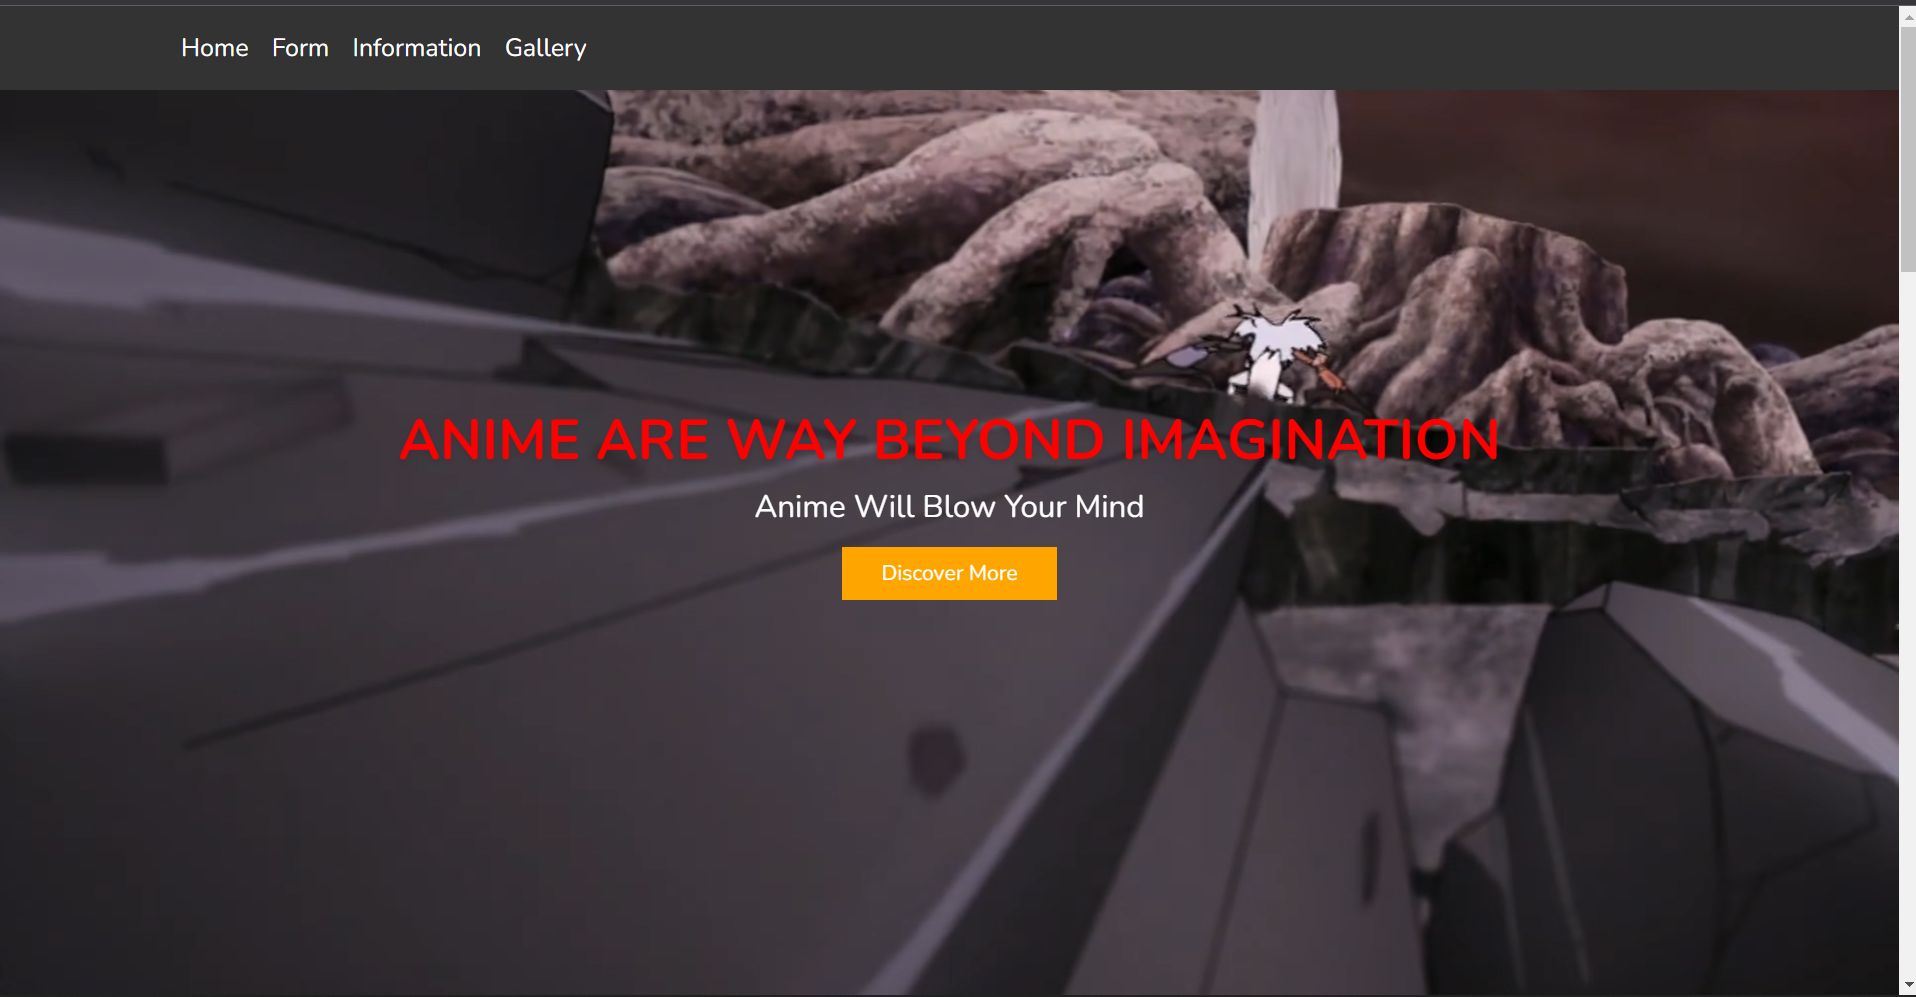 Home Form Information Gallery
ANIME ARE WAY BEYOND IMAGINATION
Anime Will Blow Your Mind
Discover More